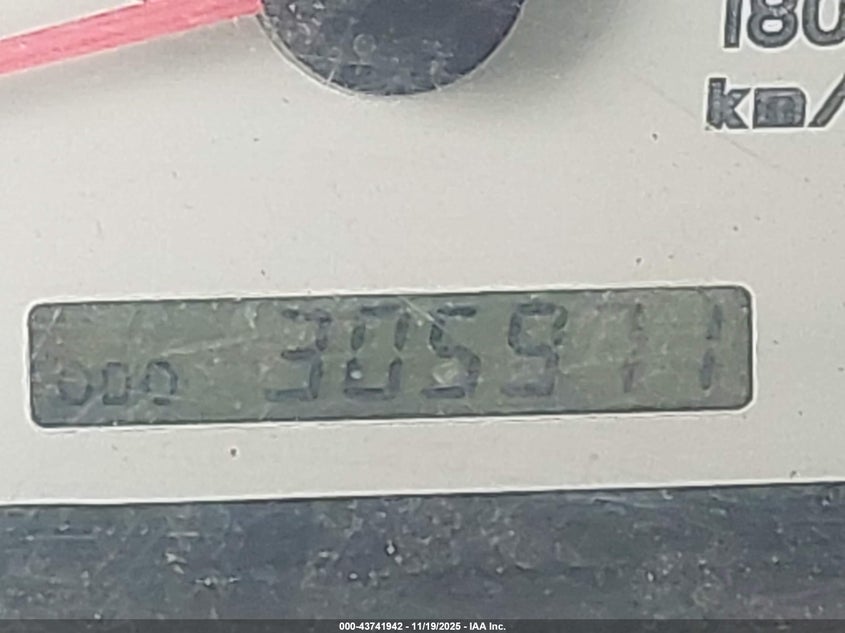 180
km/
ODO 305911
000-43741942 - 11/19/2025 - IAA Inc.